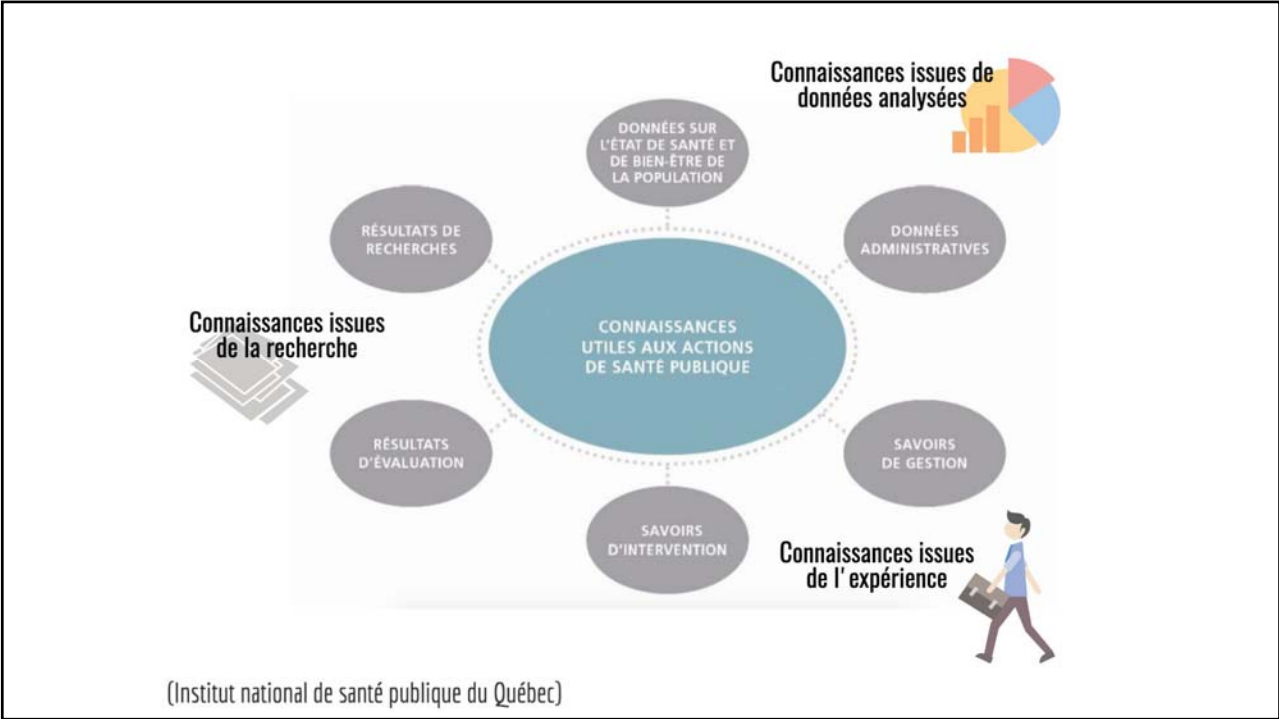 Connaissances issues de
données analysées
DONNÉES SUR
L'ÉTAT DE SANTÉ ET
DE BIEN-ÊTRE DE
LA POPULATION
RÉSULTATS DE
RECHERCHES
DONNÉES
ADMINISTRATIVES
Connaissances issues
de la recherche
CONNAISSANCES
UTILES AUX ACTIONS
DE SANTÉ PUBLIQUE
RÉSULTATS
D'ÉVALUATION
SAVOIRS
DE GESTION
SAVOIRS
D'INTERVENTION
Connaissances issues
de l'expérience
(Institut national de santé publique du Québec)